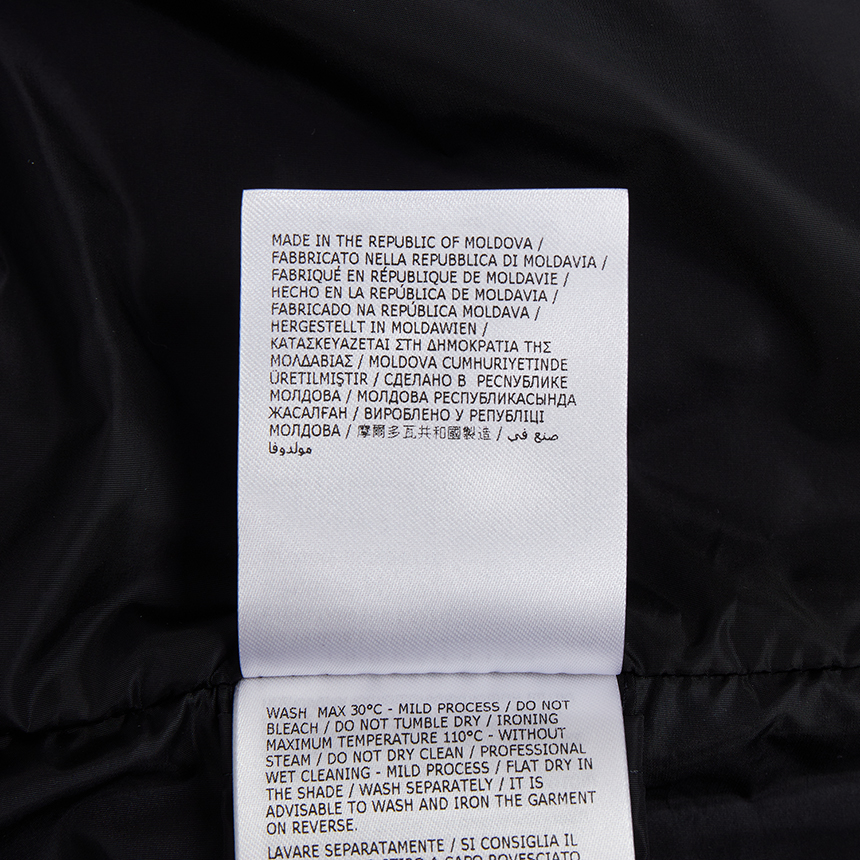 MADE IN THE REPUBLIC OF MOLDOVA /
FABBRICATO NELLA REPUBBLICA DI MOLDAVIA /
FABRIQUÉ EN RÉPUBLIQUE DE MOLDAVIE /
HECHO EN LA REPÚBLICA DE MOLDAVIA /
FABRICADO NA REPÚBLICA MOLDAVA /
HERGESTELLT IN MOLDAWIEN /
ΚΑΤΑΣΚΕΥΑΖΕΤΑΙ ΣΤΗ ΔΗΜΟΚΡΑΤΙΑ ΤΗΣ
ΜΟΛΔΑΒΙΑΣ / MOLDOVA CUMHURIYETINDE
ÜRETILMIŞTIR / СДЕЛАНО В РЕСПУБЛИКЕ
МОЛДОВА / МОЛДОВА РЕСПУБЛИКАСЫНДА
ЖАСАЛҒАН / ВИРОБЛЕНО У РЕПУБЛІЦІ
МОЛДОВА / 摩爾多瓦共和國製造 / صنع في
مولدوفا
WASH MAX 30°C - MILD PROCESS / DO NOT
BLEACH / DO NOT TUMBLE DRY / IRONING
MAXIMUM TEMPERATURE 110°C - WITHOUT
STEAM / DO NOT DRY CLEAN / PROFESSIONAL
WET CLEANING - MILD PROCESS / FLAT DRY IN
THE SHADE / WASH SEPARATELY / IT IS
ADVISABLE TO WASH AND IRON THE GARMENT
ON REVERSE.
LAVARE SEPARATAMENTE / SI CONSIGLIA IL
A CAPO ROVESCIATO